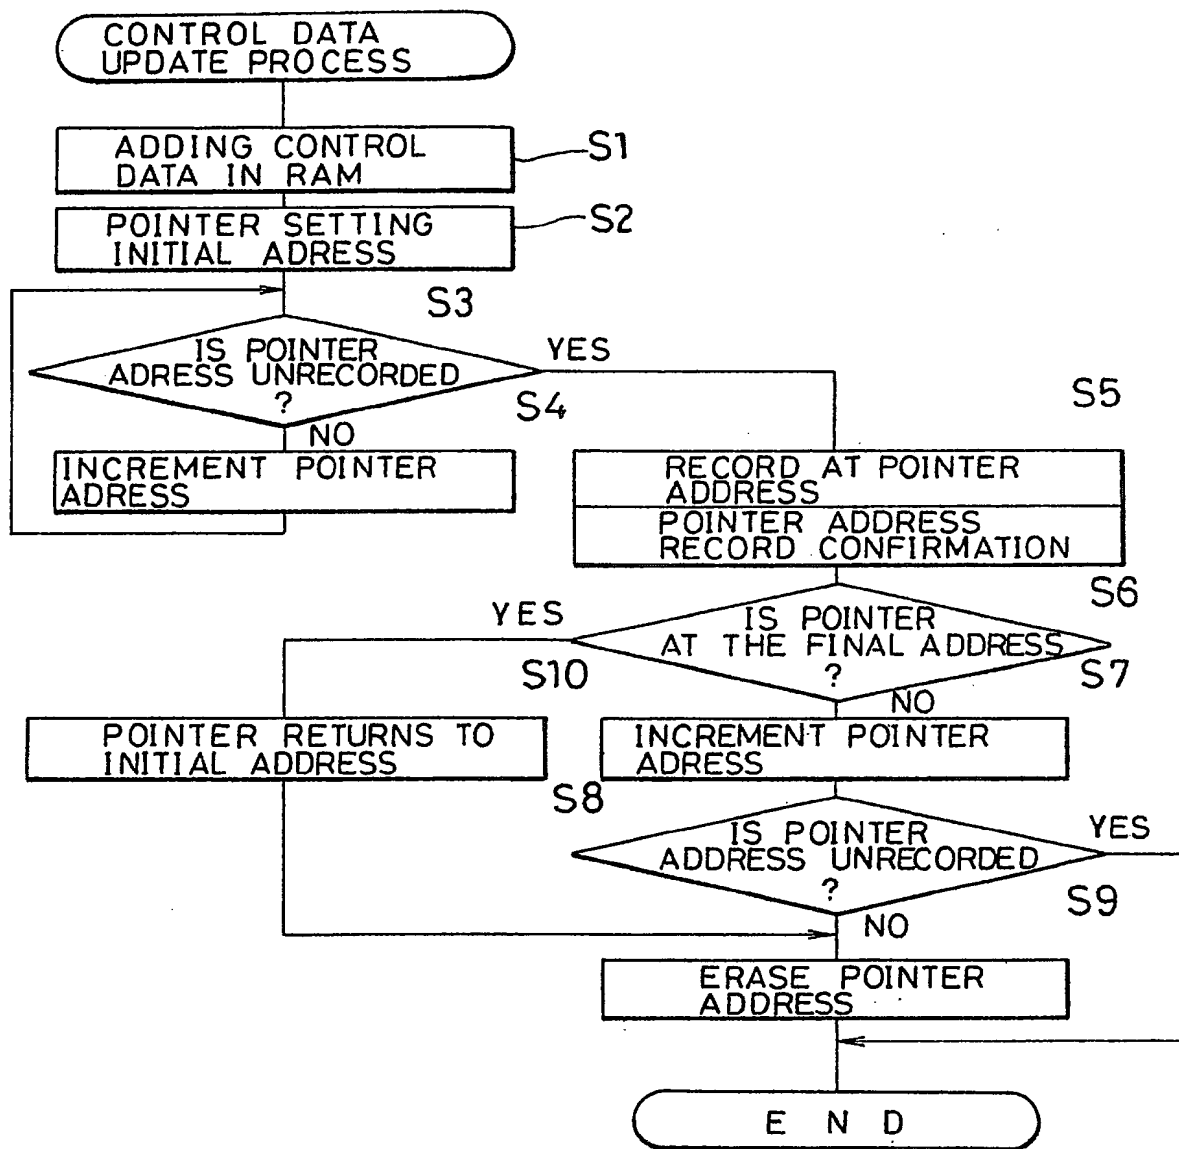 CONTROL DATA
UPDATE PROCESS
ADDING CONTROL
DATA IN RAM
S1
POINTER SETTING
INITIAL ADRESS
S2
S3
IS POINTER
ADRESS UNRECORDED
?
YES
NO
S4
INCREMENT POINTER
ADRESS
S5
RECORD AT POINTER
ADDRESS
POINTER ADDRESS
RECORD CONFIRMATION
S6
IS POINTER
AT THE FINAL ADDRESS
?
YES
NO
S10
POINTER RETURNS TO
INITIAL ADDRESS
S7
INCREMENT POINTER
ADRESS
S8
IS POINTER
ADDRESS UNRECORDED
?
YES
NO
S9
ERASE POINTER
ADDRESS
END